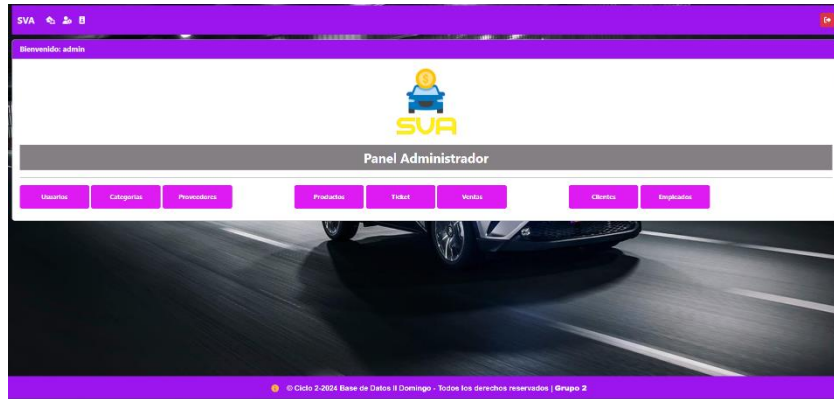 SVA
Bienvenido: admin
SVA
Panel Administrador
Usuarios Categorias Proveedores Productos Ticket Ventas Clientes Empleados
© Ciclo 2-2024 Base de Datos II Domingo - Todos los derechos reservados | Grupo 2